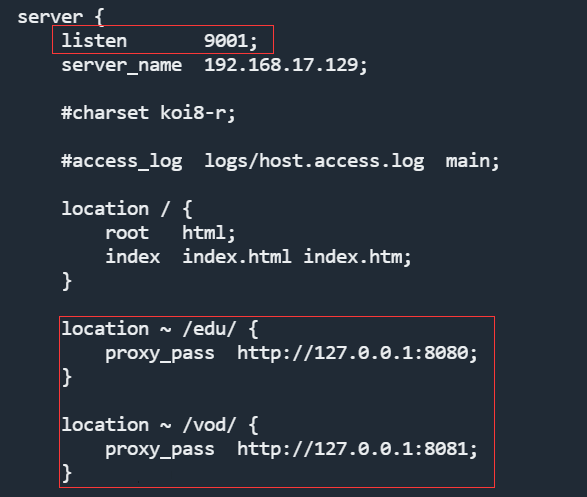 server {
    listen       9001;
    server_name  192.168.17.129;

    #charset koi8-r;

    #access_log  logs/host.access.log  main;

    location / {
        root   html;
        index  index.html index.htm;
    }

    location ~ /edu/ {
        proxy_pass  http://127.0.0.1:8080;
    }

    location ~ /vod/ {
        proxy_pass  http://127.0.0.1:8081;
    }